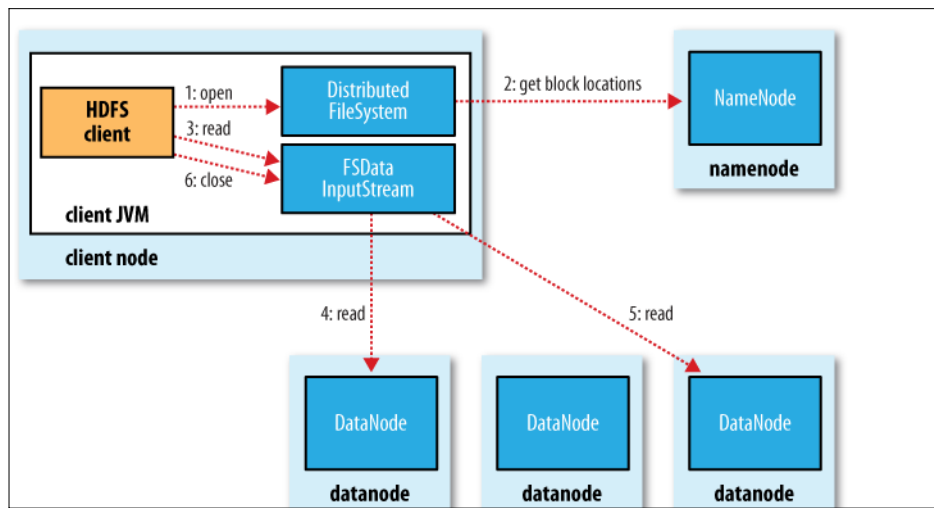 HDFS
client
1: open
3: read
6: close
Distributed
FileSystem
FSData
InputStream
client JVM
client node
2: get block locations
NameNode
namenode
4: read
5: read
DataNode
datanode
DataNode
datanode
DataNode
datanode